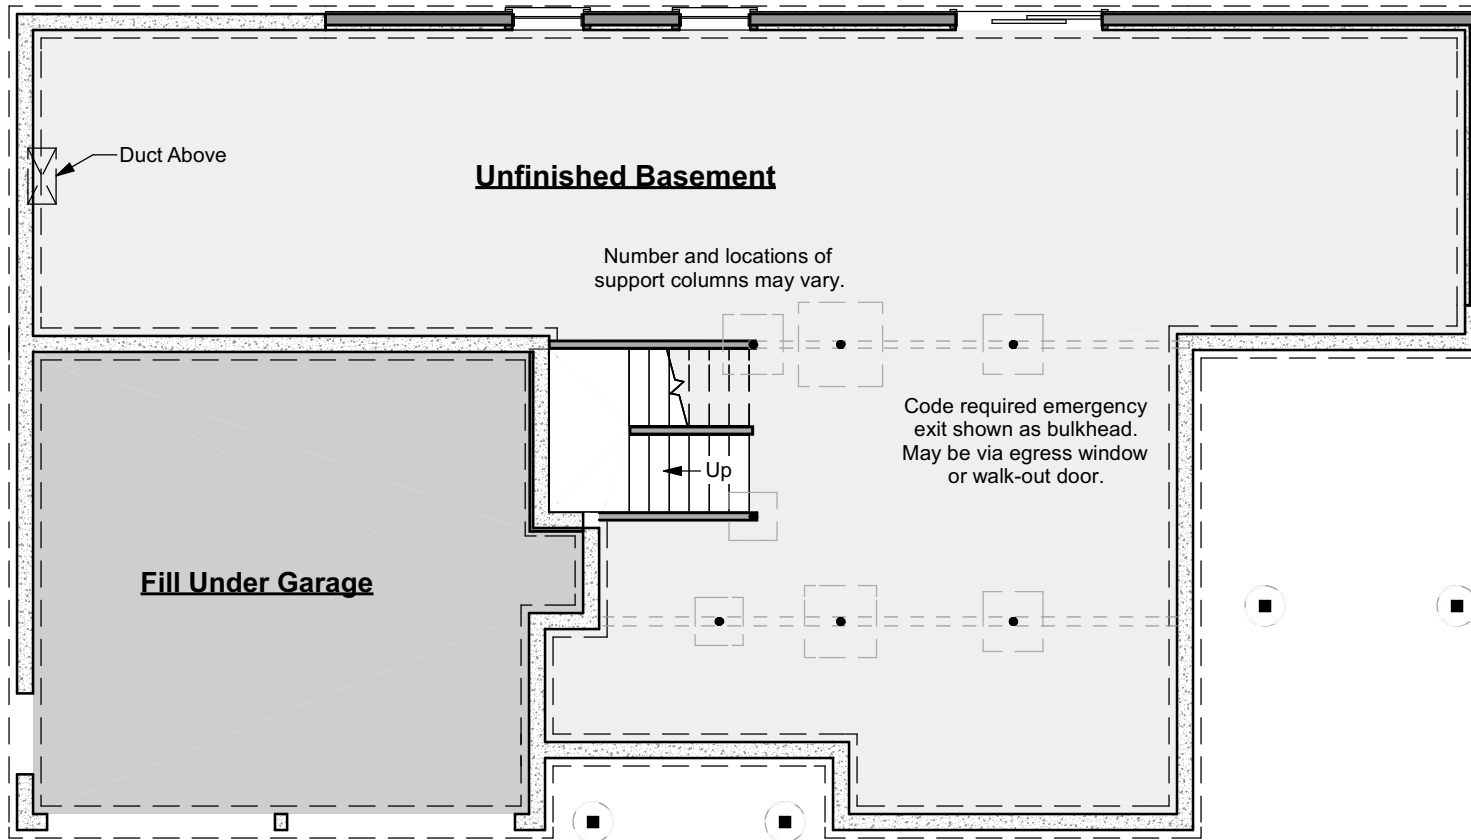 Duct Above
Unfinished Basement
Number and locations of
support columns may vary.
Code required emergency
exit shown as bulkhead.
May be via egress window
or walk-out door.
Up
Fill Under Garage